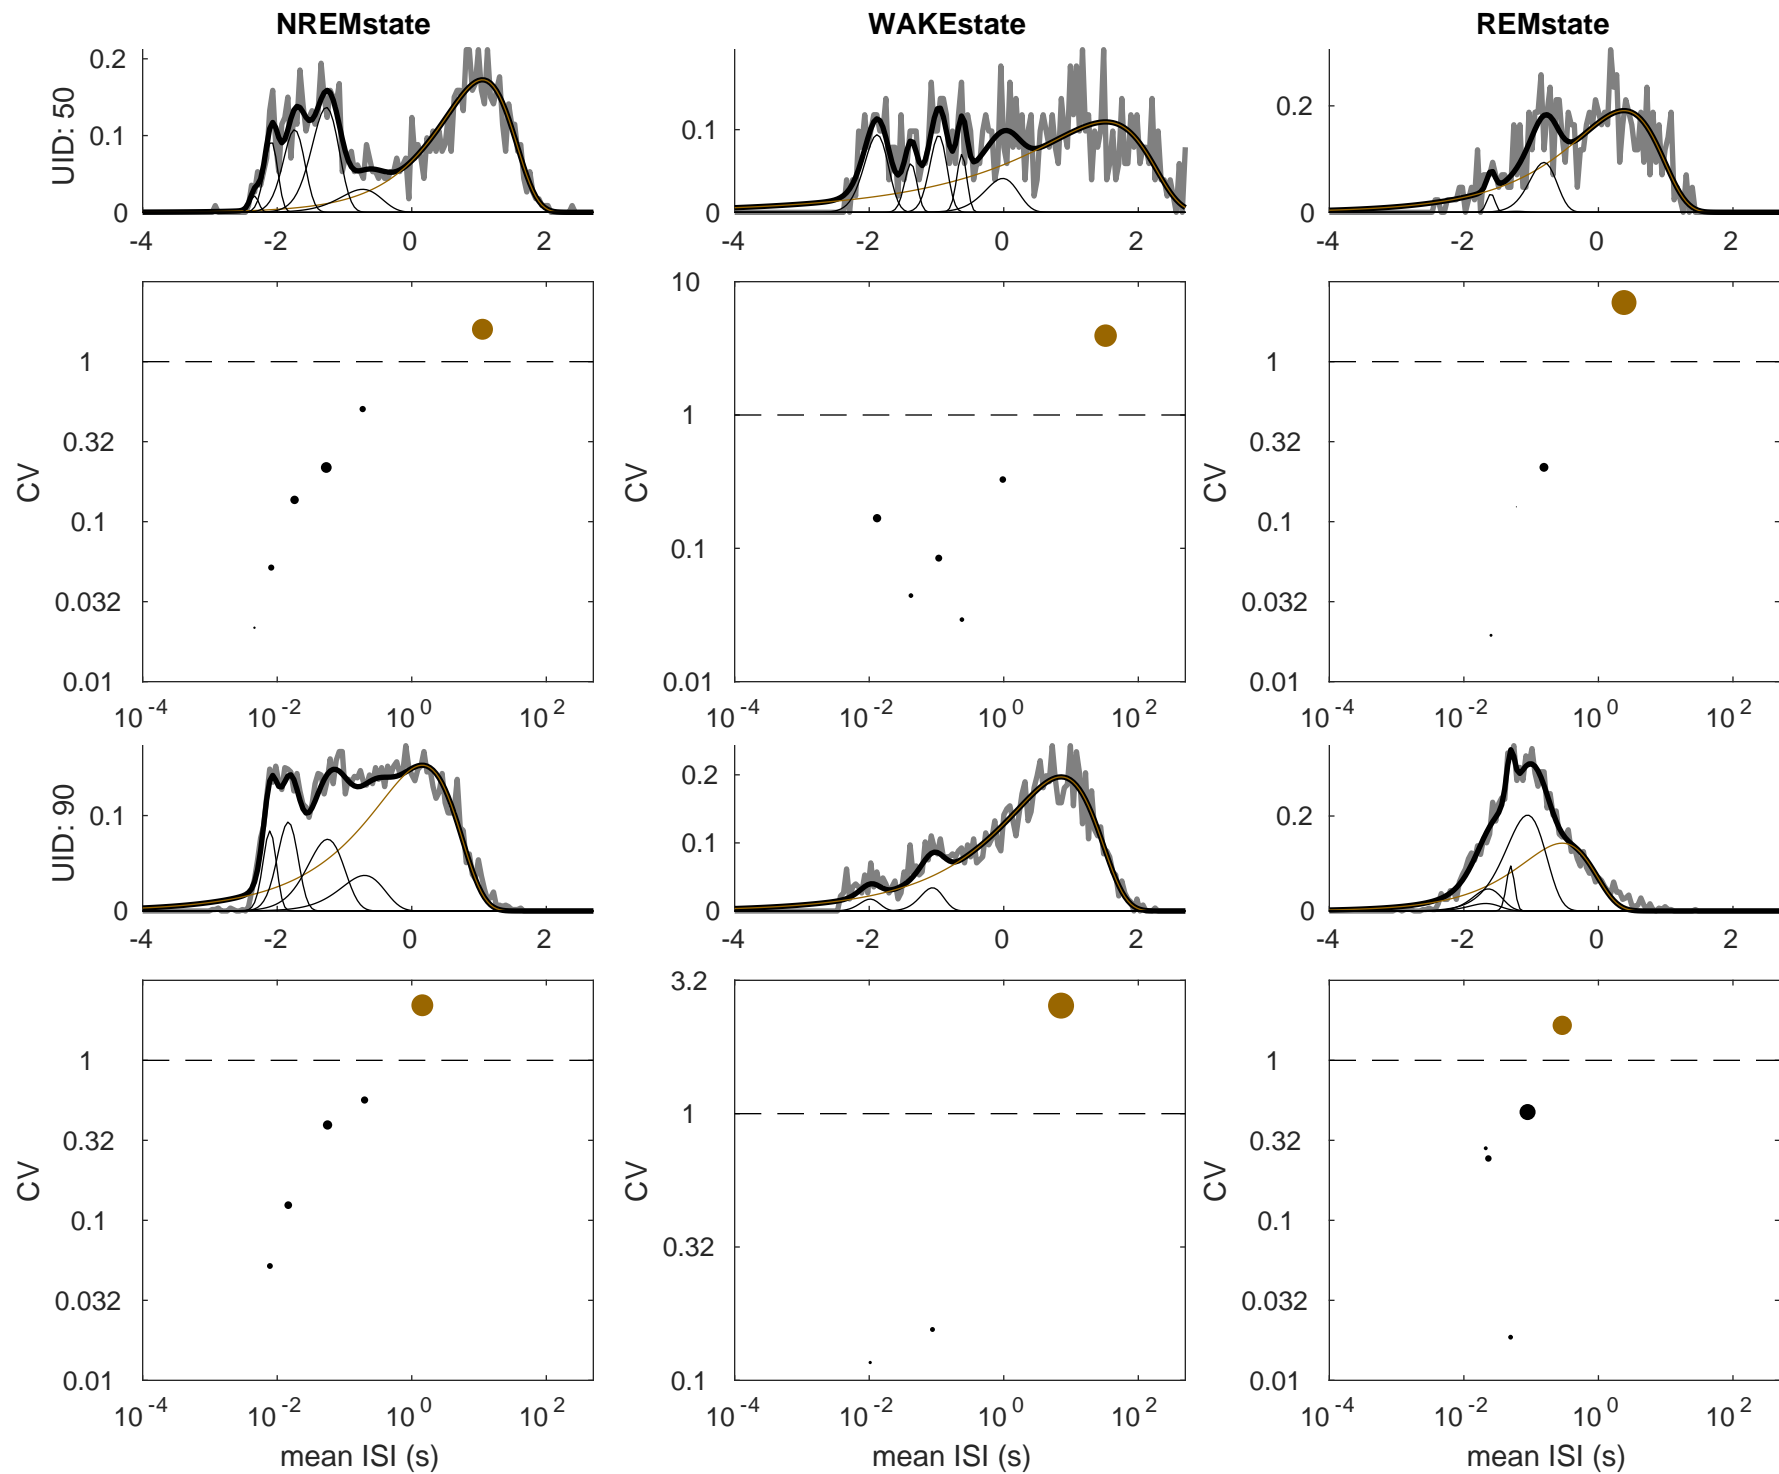 NREMstate WAKEstate REMstate
UID: 50
0.2 0.1 0 -4 -2 0 2
0.1 0 -4 -2 0 2
0.2 0 -4 -2 0 2
CV 1 0.32 0.1 0.032 0.01
10^-4 10^-2 10^0 10^2
CV 10 1 0.1 0.01
10^-4 10^-2 10^0 10^2
CV 1 0.32 0.1 0.032 0.01
10^-4 10^-2 10^0 10^2
UID: 90
0.1 0 -4 -2 0 2
0.2 0.1 0 -4 -2 0 2
0.2 0 -4 -2 0 2
CV 1 0.32 0.1 0.032 0.01
10^-4 10^-2 10^0 10^2
mean ISI (s)
CV 3.2 1 0.32 0.1
10^-4 10^-2 10^0 10^2
mean ISI (s)
CV 1 0.32 0.1 0.032 0.01
10^-4 10^-2 10^0 10^2
mean ISI (s)